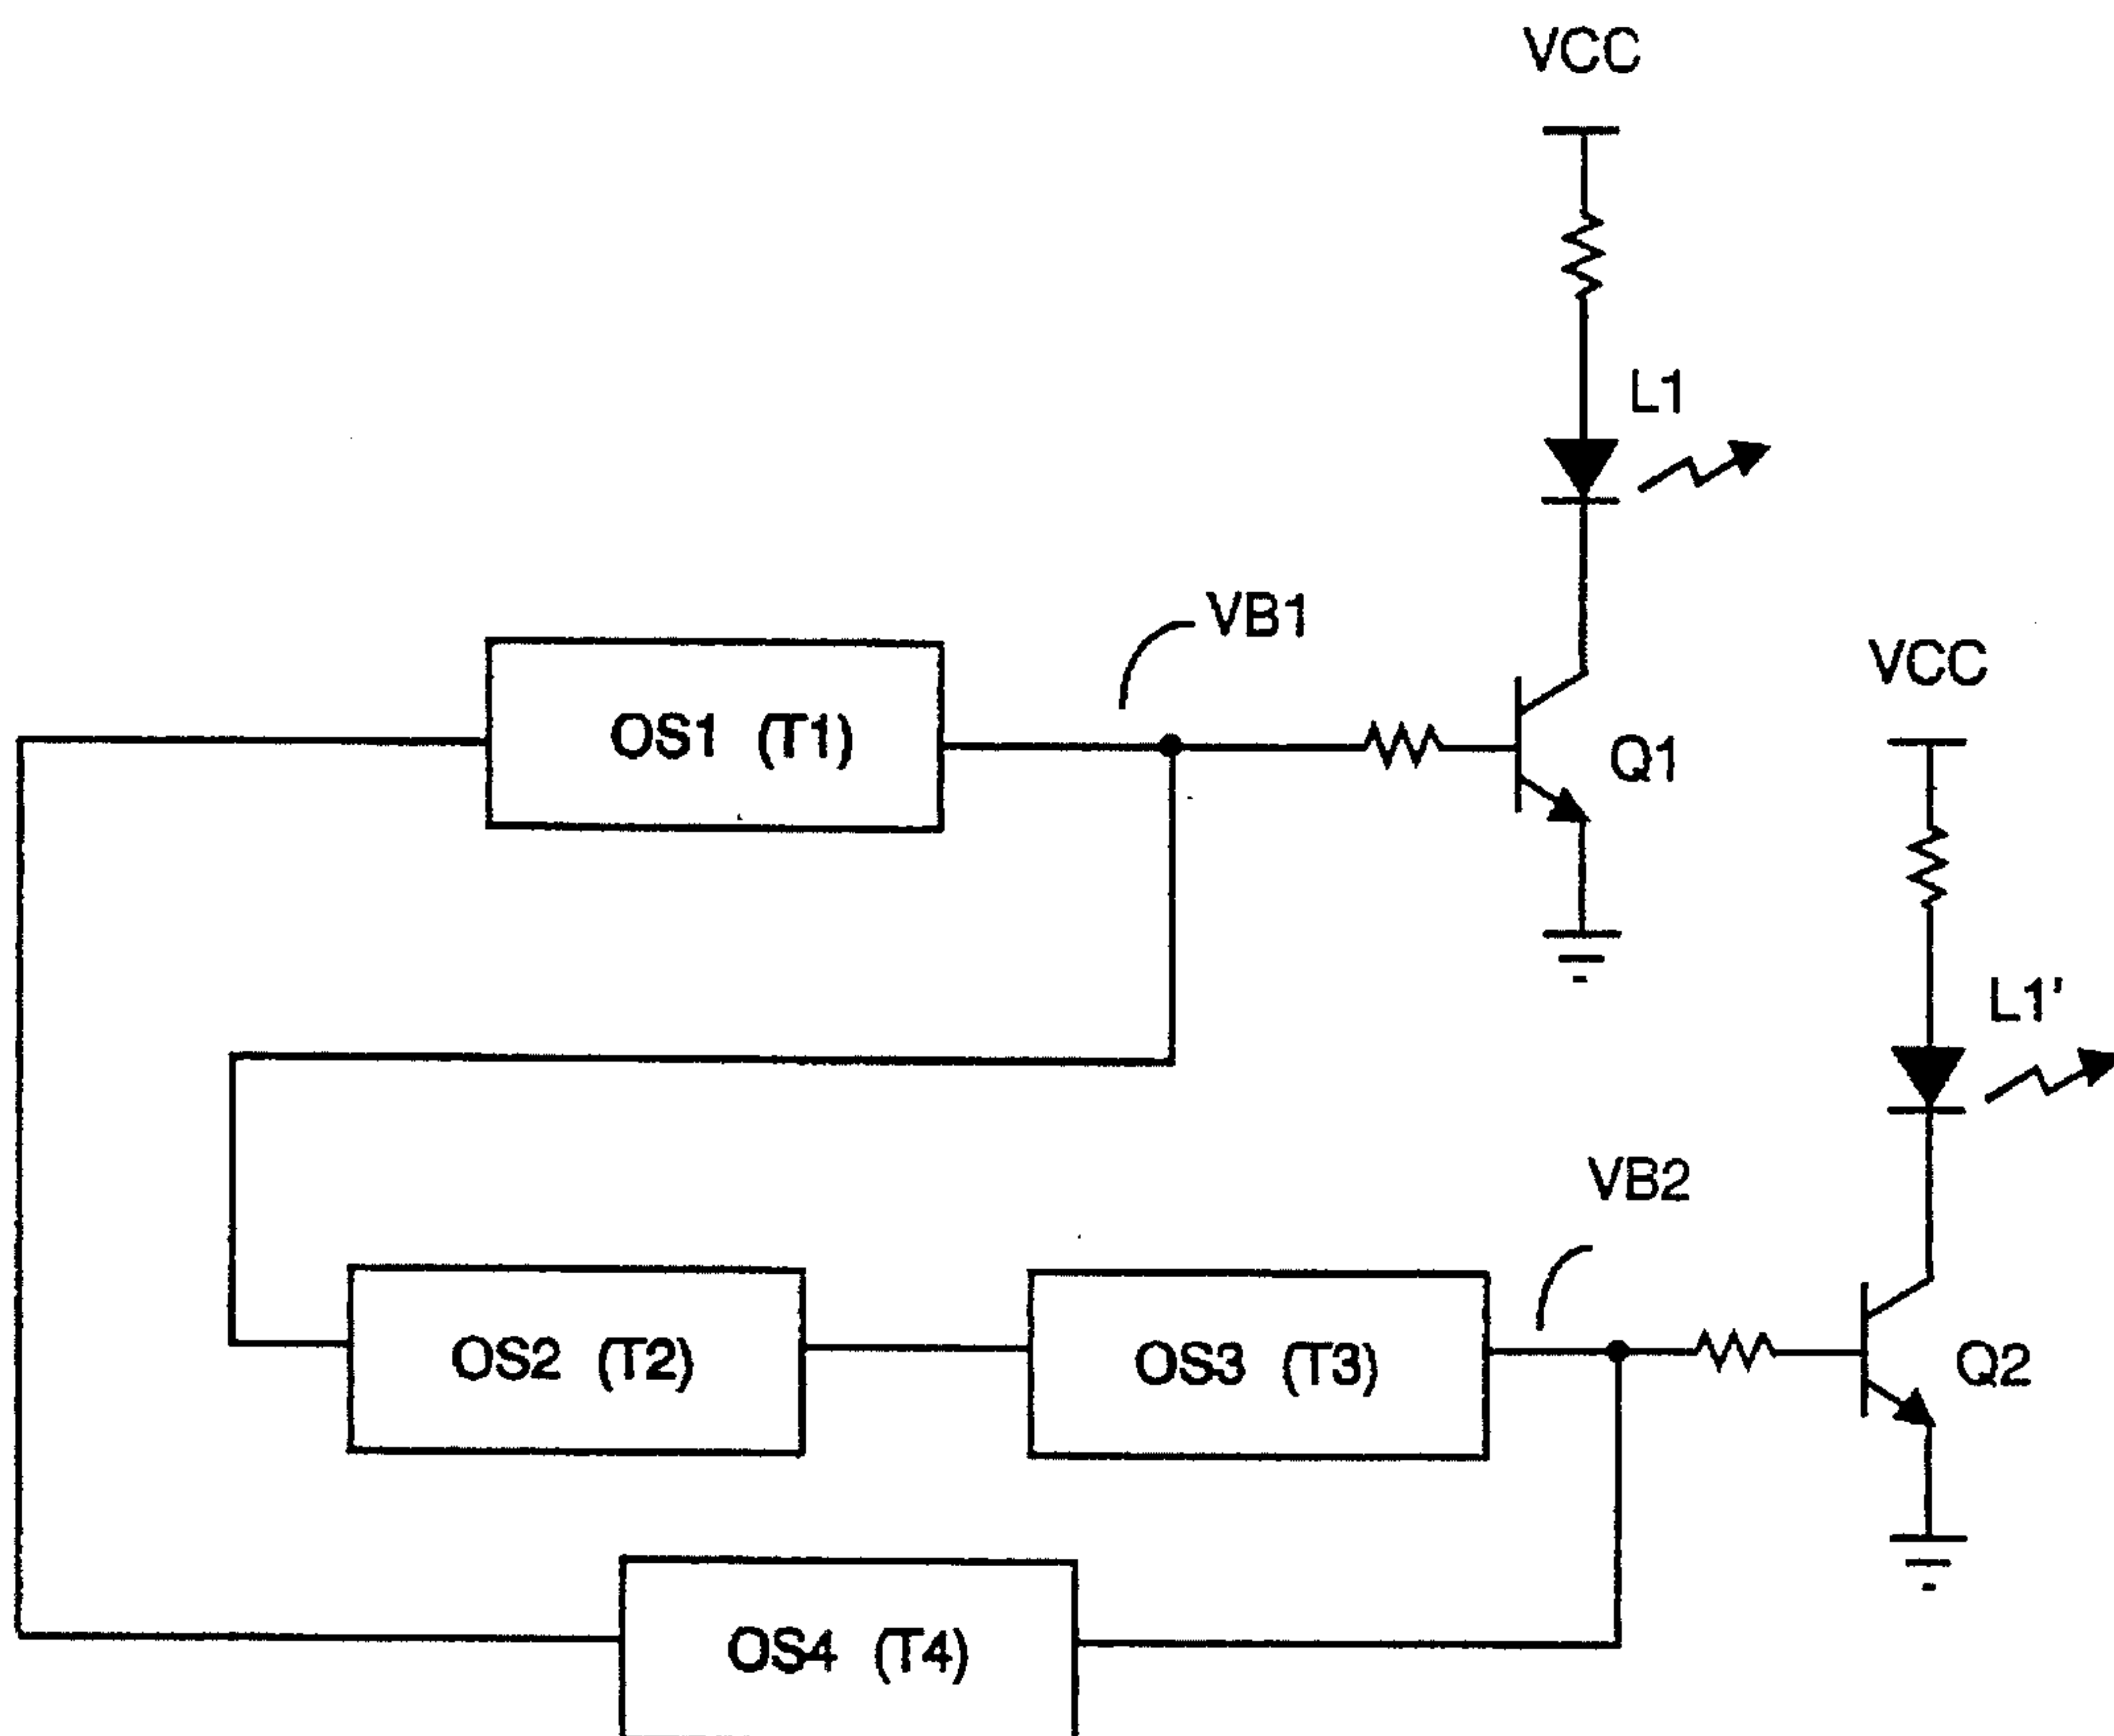 VCC
L1
VB1
VCC
OS1 (T1)
Q1
L1'
VB2
OS2 (T2)
OS3 (T3)
Q2
OS4 (T4)